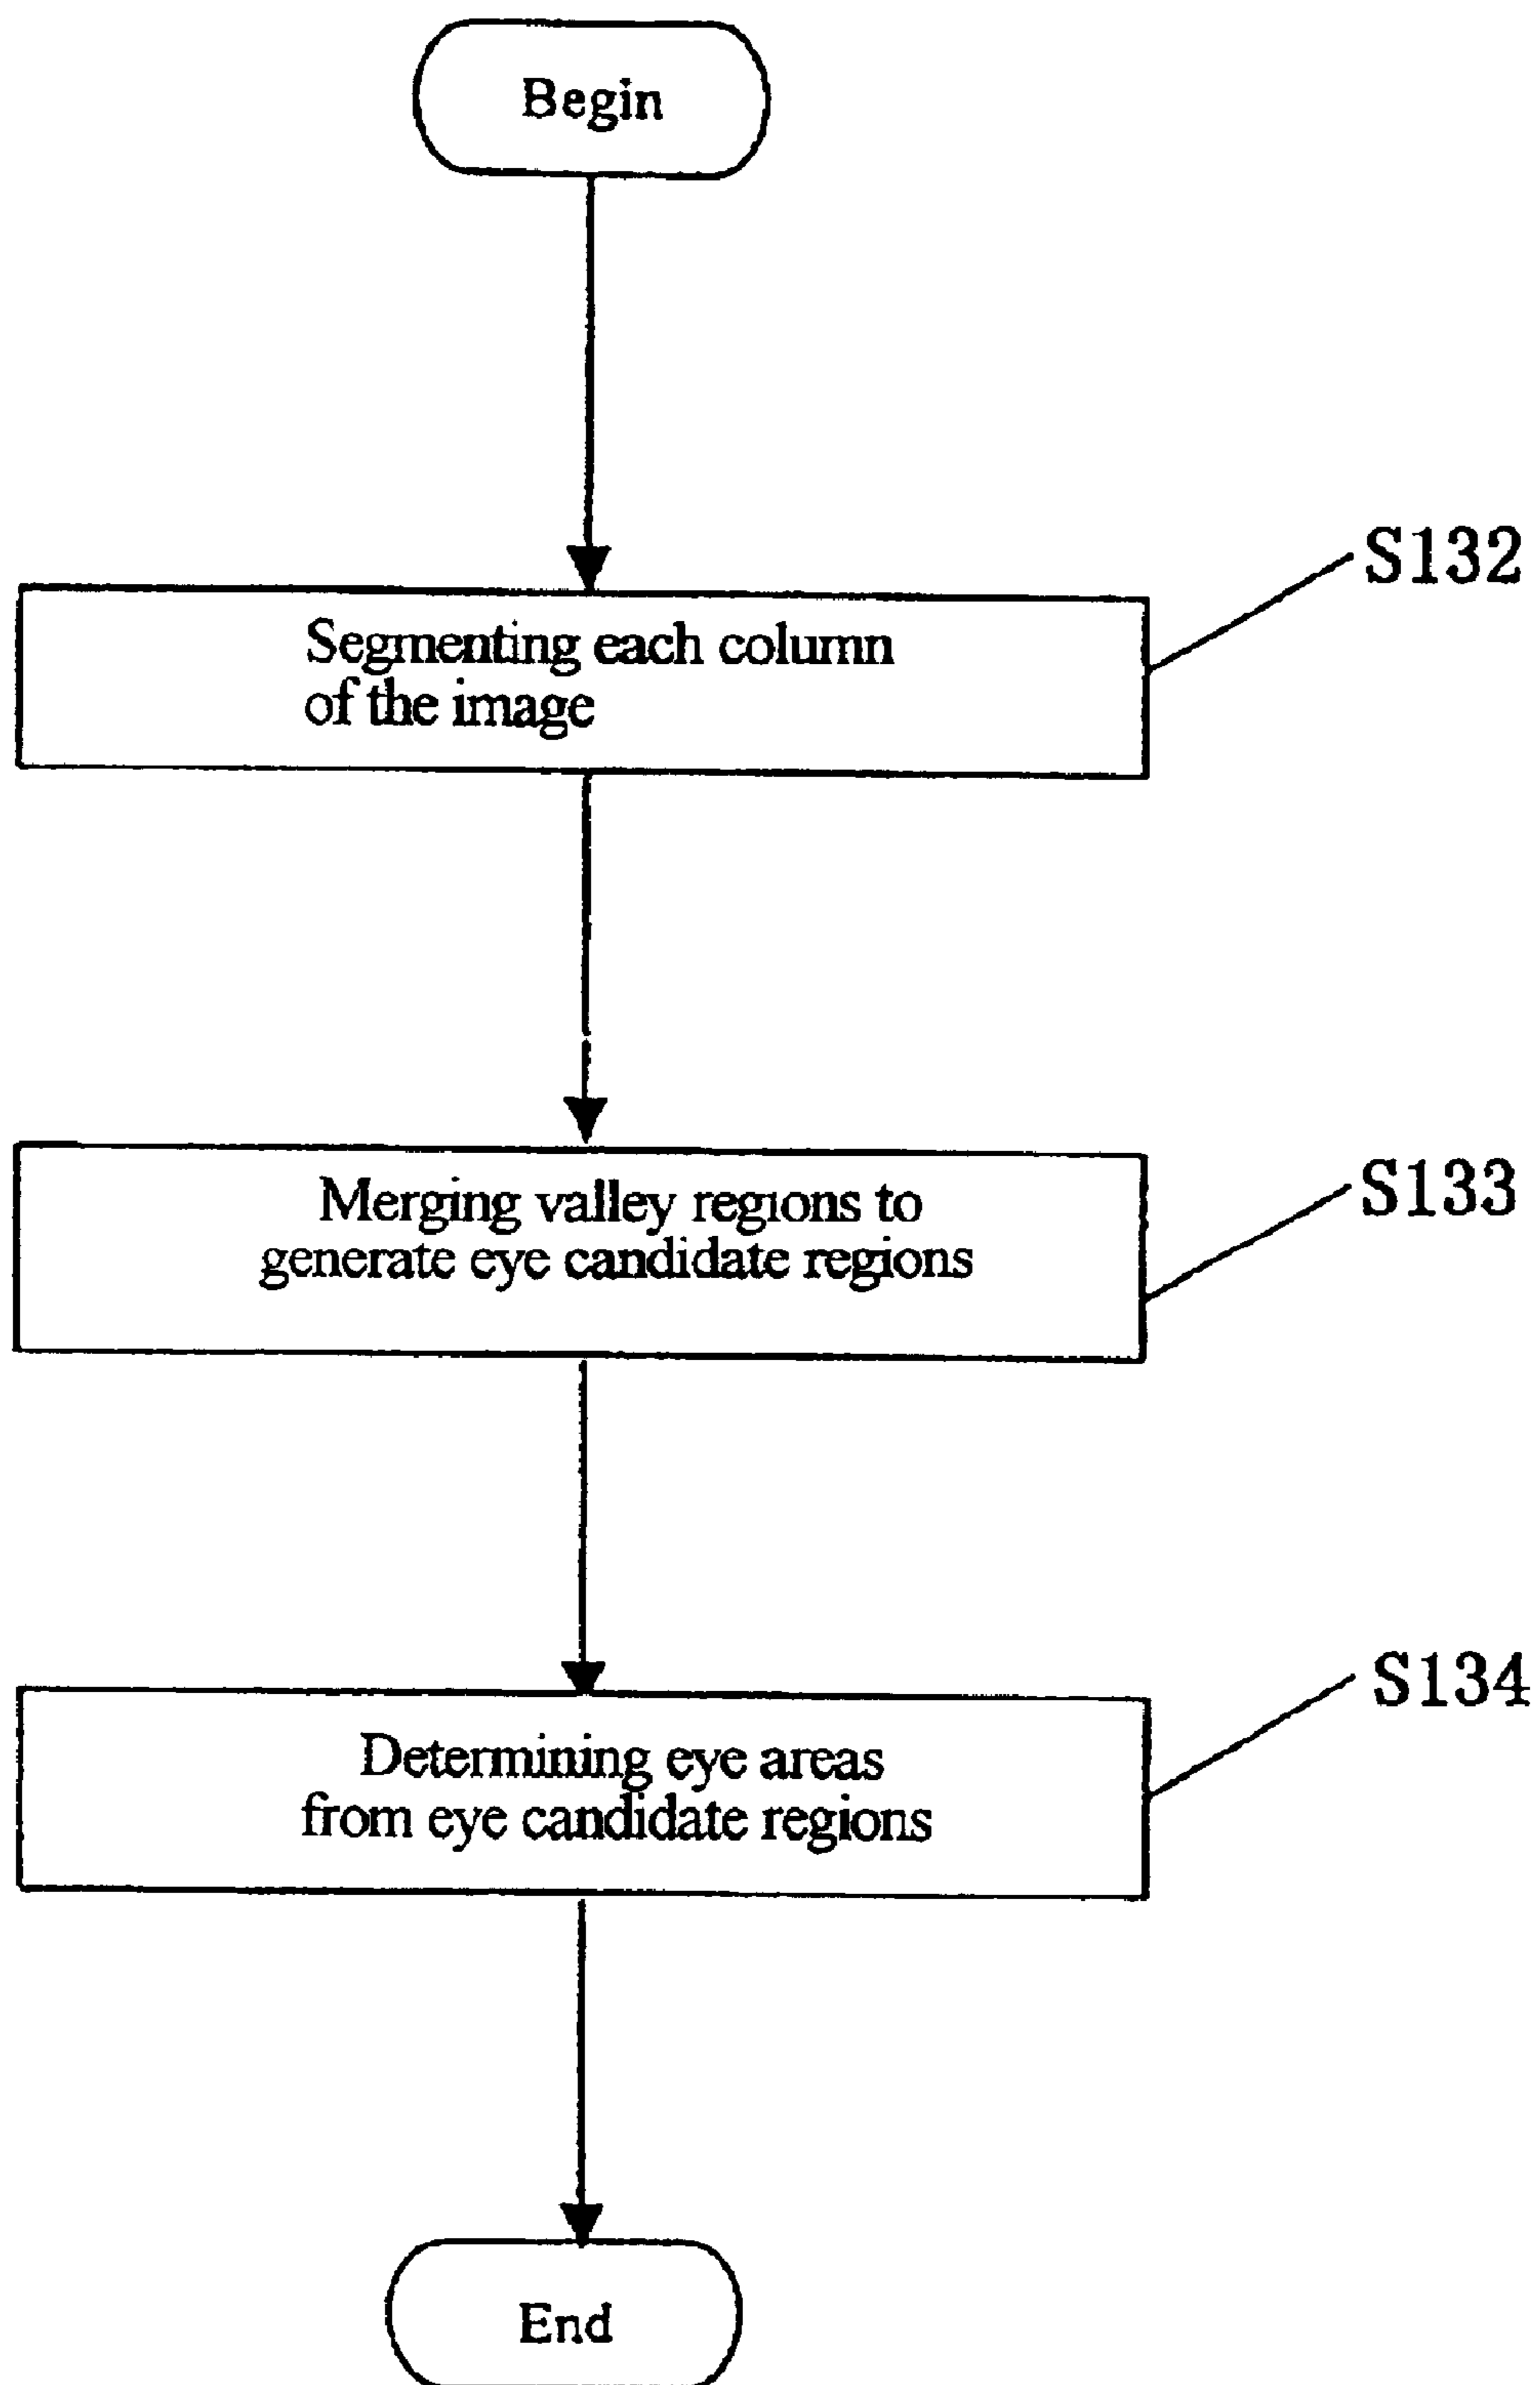 Begin
S132
Segmenting each column
of the image
S133
Merging valley regions to
generate eye candidate regions
S134
Determining eye areas
from eye candidate regions
End